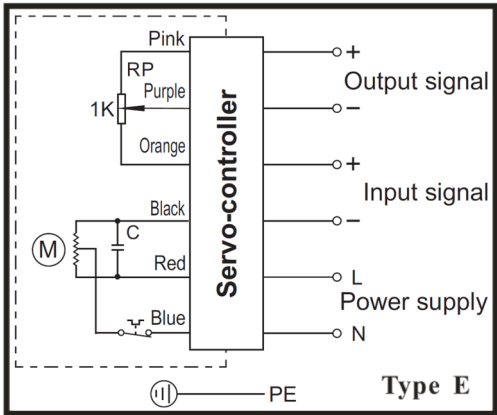 Pink
RP
Purple
1K
Orange
Black
C
M
Red
Blue
Servo-controller
+
Output signal
−
+
Input signal
−
L
Power supply
N
PE
Type E